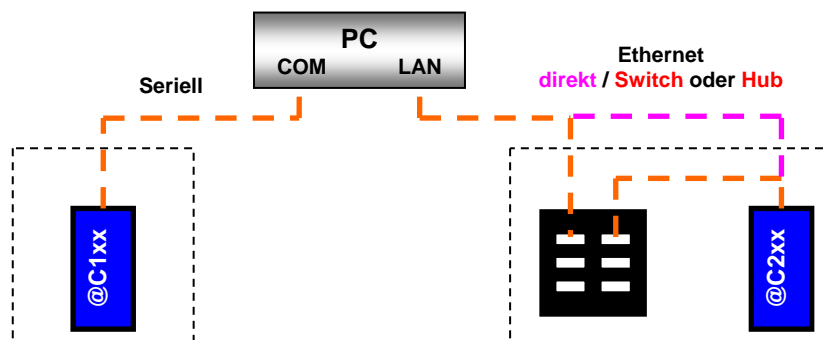 PC
COM LAN
Seriell
Ethernet
direkt / Switch oder Hub
@C1xx
@C2xx